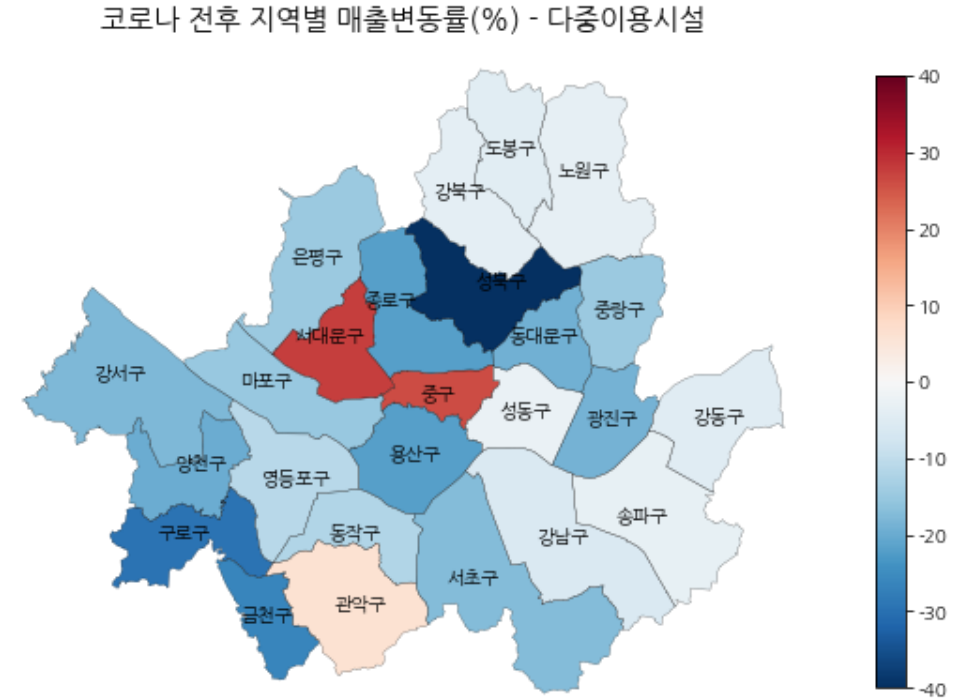 코로나 전후 지역별 매출변동률(%) - 다중이용시설
40
도봉구
노원구
30
강북구
20
은평구
성북구
종로구
중랑구
10
서대문구
동대문구
강서구
마포구
0
중구
성동구
광진구
강동구
용산구
양천구
영등포구
-10
송파구
구로구
동작구
강남구
-20
서초구
관악구
금천구
-30
-40